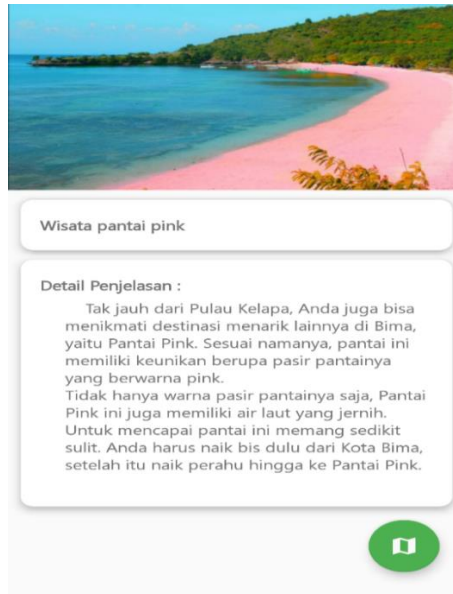 Wisata pantai pink
Detail Penjelasan :
Tak jauh dari Pulau Kelapa, Anda juga bisa
menikmati destinasi menarik lainnya di Bima,
yaitu Pantai Pink. Sesuai namanya, pantai ini
memiliki keunikan berupa pasir pantainya
yang berwarna pink.
Tidak hanya warna pasir pantainya saja, Pantai
Pink ini juga memiliki air laut yang jernih.
Untuk mencapai pantai ini memang sedikit
sulit. Anda harus naik bis dulu dari Kota Bima,
setelah itu naik perahu hingga ke Pantai Pink.